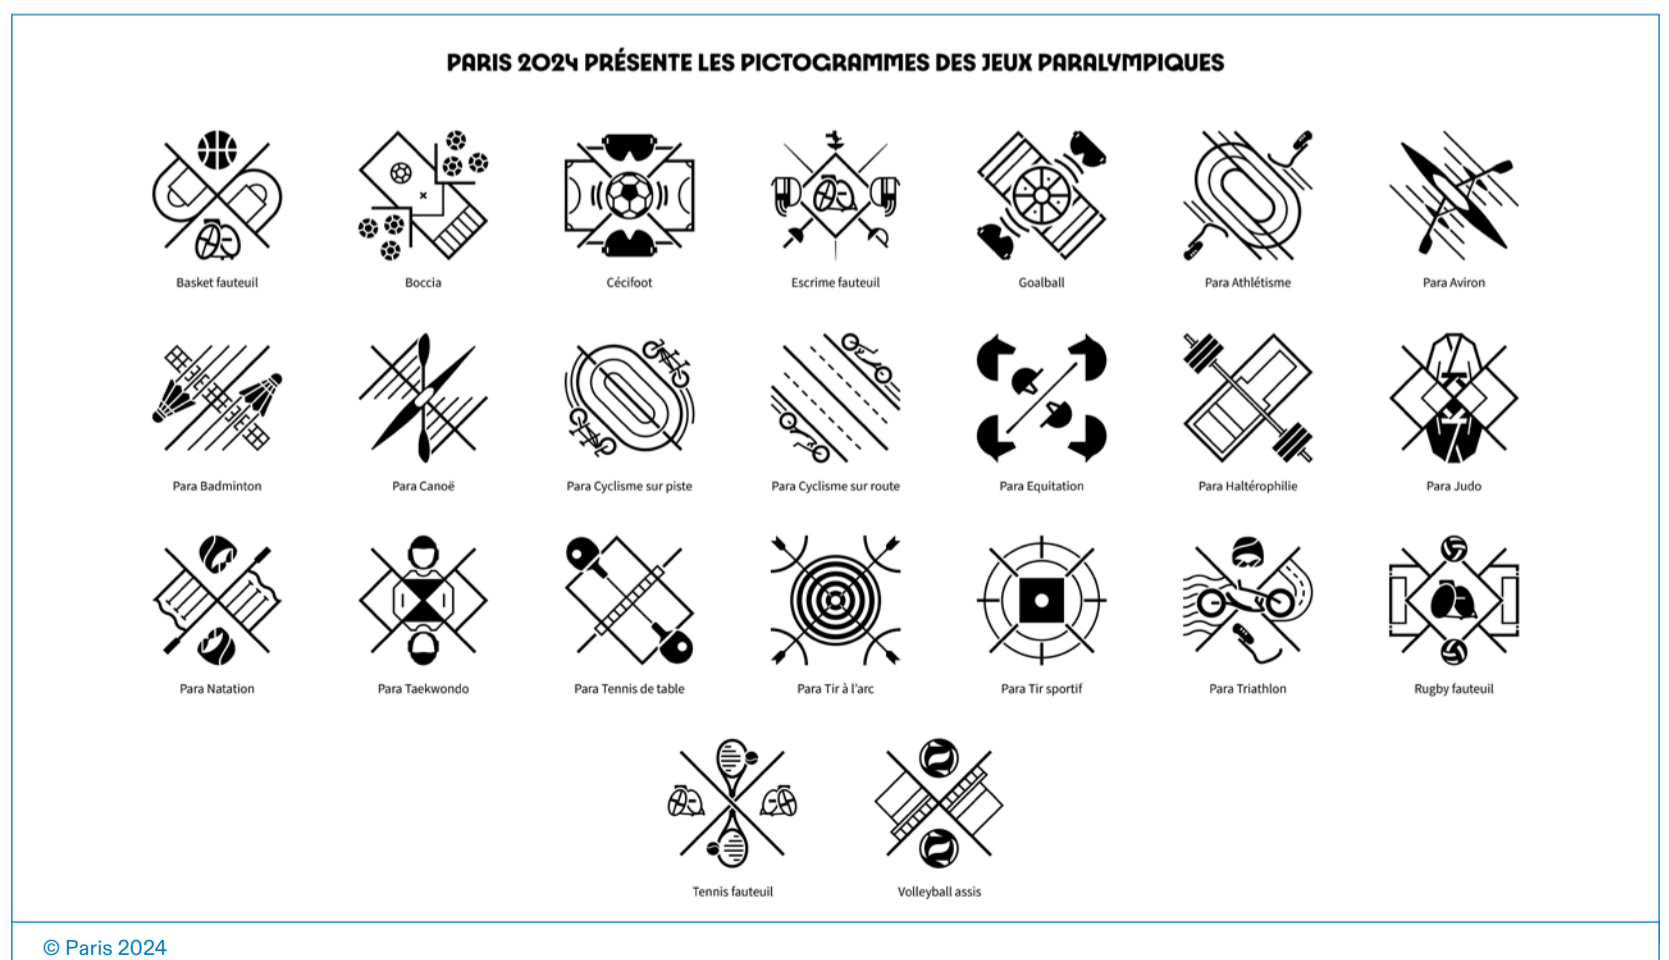 PARIS 2024 PRÉSENTE LES PICTOGRAMMES DES JEUX PARALYMPIQUES
Basket fauteuil
Boccia
Cécifoot
Escrime fauteuil
Goalball
Para Athlétisme
Para Aviron
Para Badminton
Para Canoë
Para Cyclisme sur piste
Para Cyclisme sur route
Para Equitation
Para Haltérophilie
Para Judo
Para Natation
Para Taekwondo
Para Tennis de table
Para Tir à l'arc
Para Tir sportif
Para Triathlon
Rugby fauteuil
Tennis fauteuil
Volleyball assis
© Paris 2024